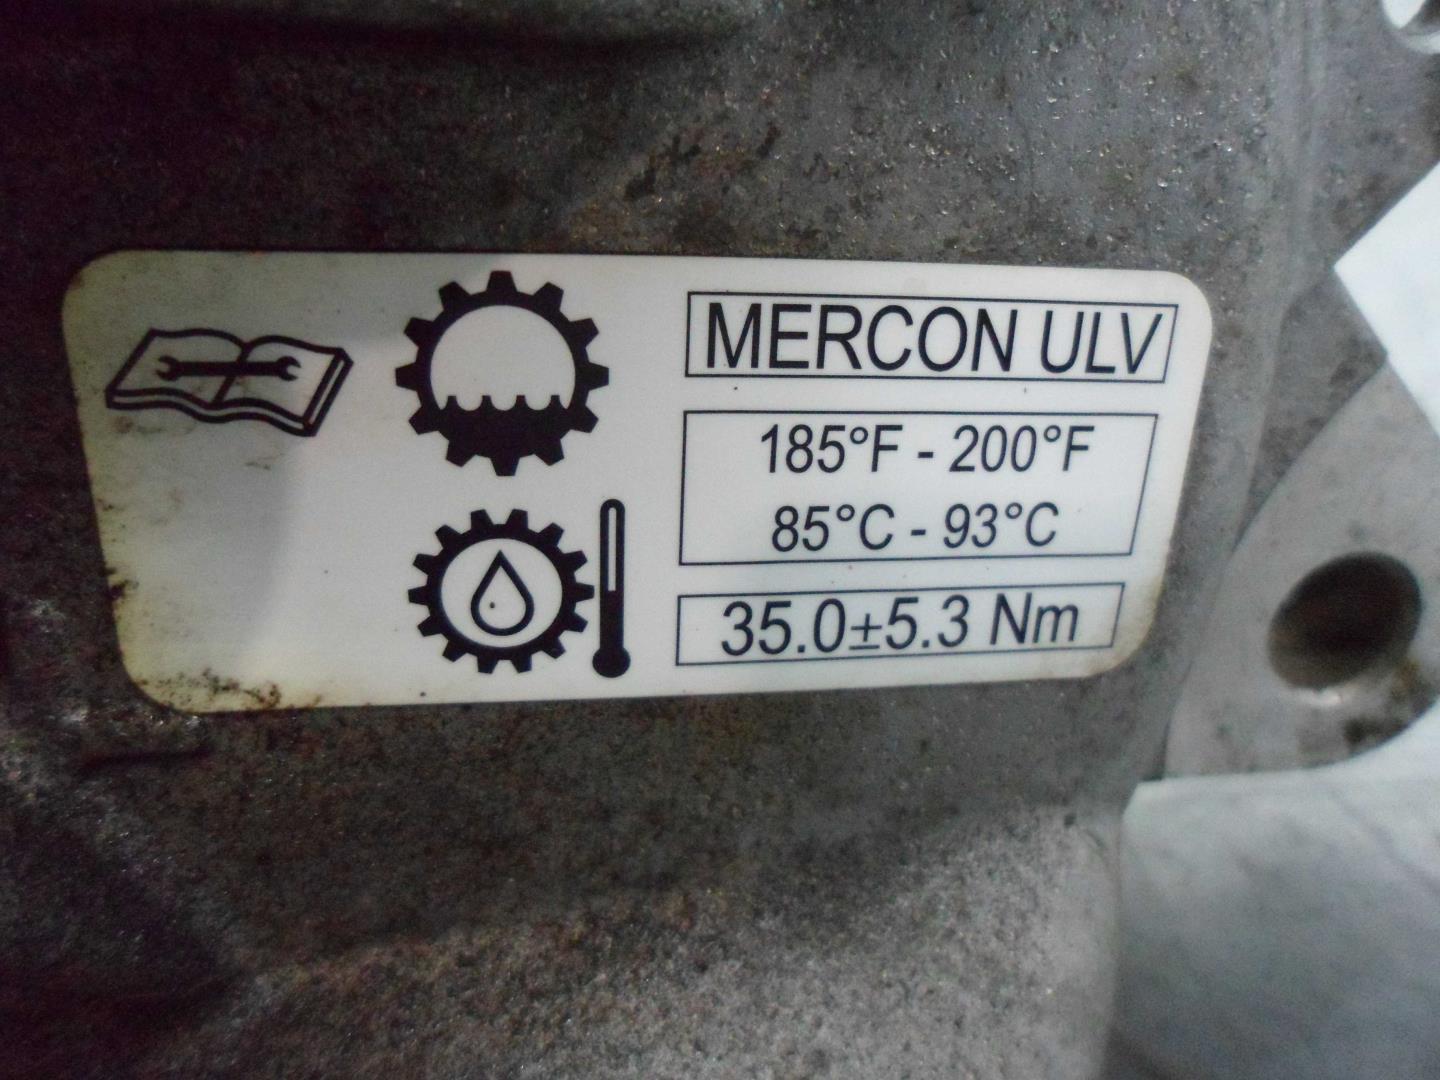 MERCON ULV
185°F - 200°F
85°C - 93°C
35.0±5.3 Nm